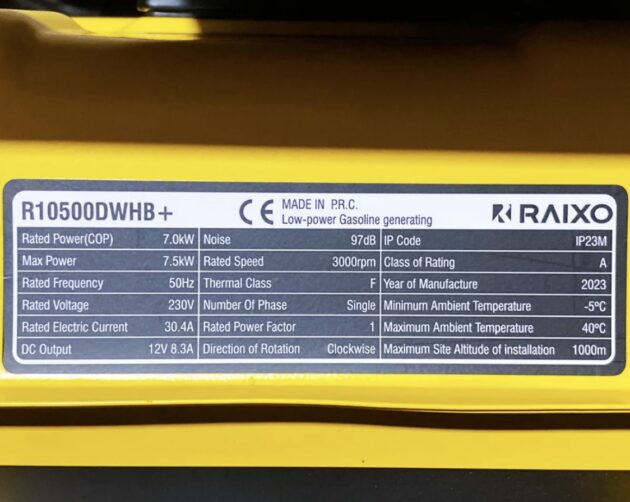 R10500DWHB+ CE MADE IN P.R.C. RAIXO
Low-power Gasoline generating
Rated Power(COP) 7.0kW Noise 97dB IP Code IP23M
Max Power 7.5kW Rated Speed 3000rpm Class of Rating A
Rated Frequency 50Hz Thermal Class F Year of Manufacture 2023
Rated Voltage 230V Number Of Phase Single Minimum Ambient Temperature -5ºC
Rated Electric Current 30.4A Rated Power Factor 1 Maximum Ambient Temperature 40ºC
DC Output 12V 8.3A Direction of Rotation Clockwise Maximum Site Altitude of installation 1000m